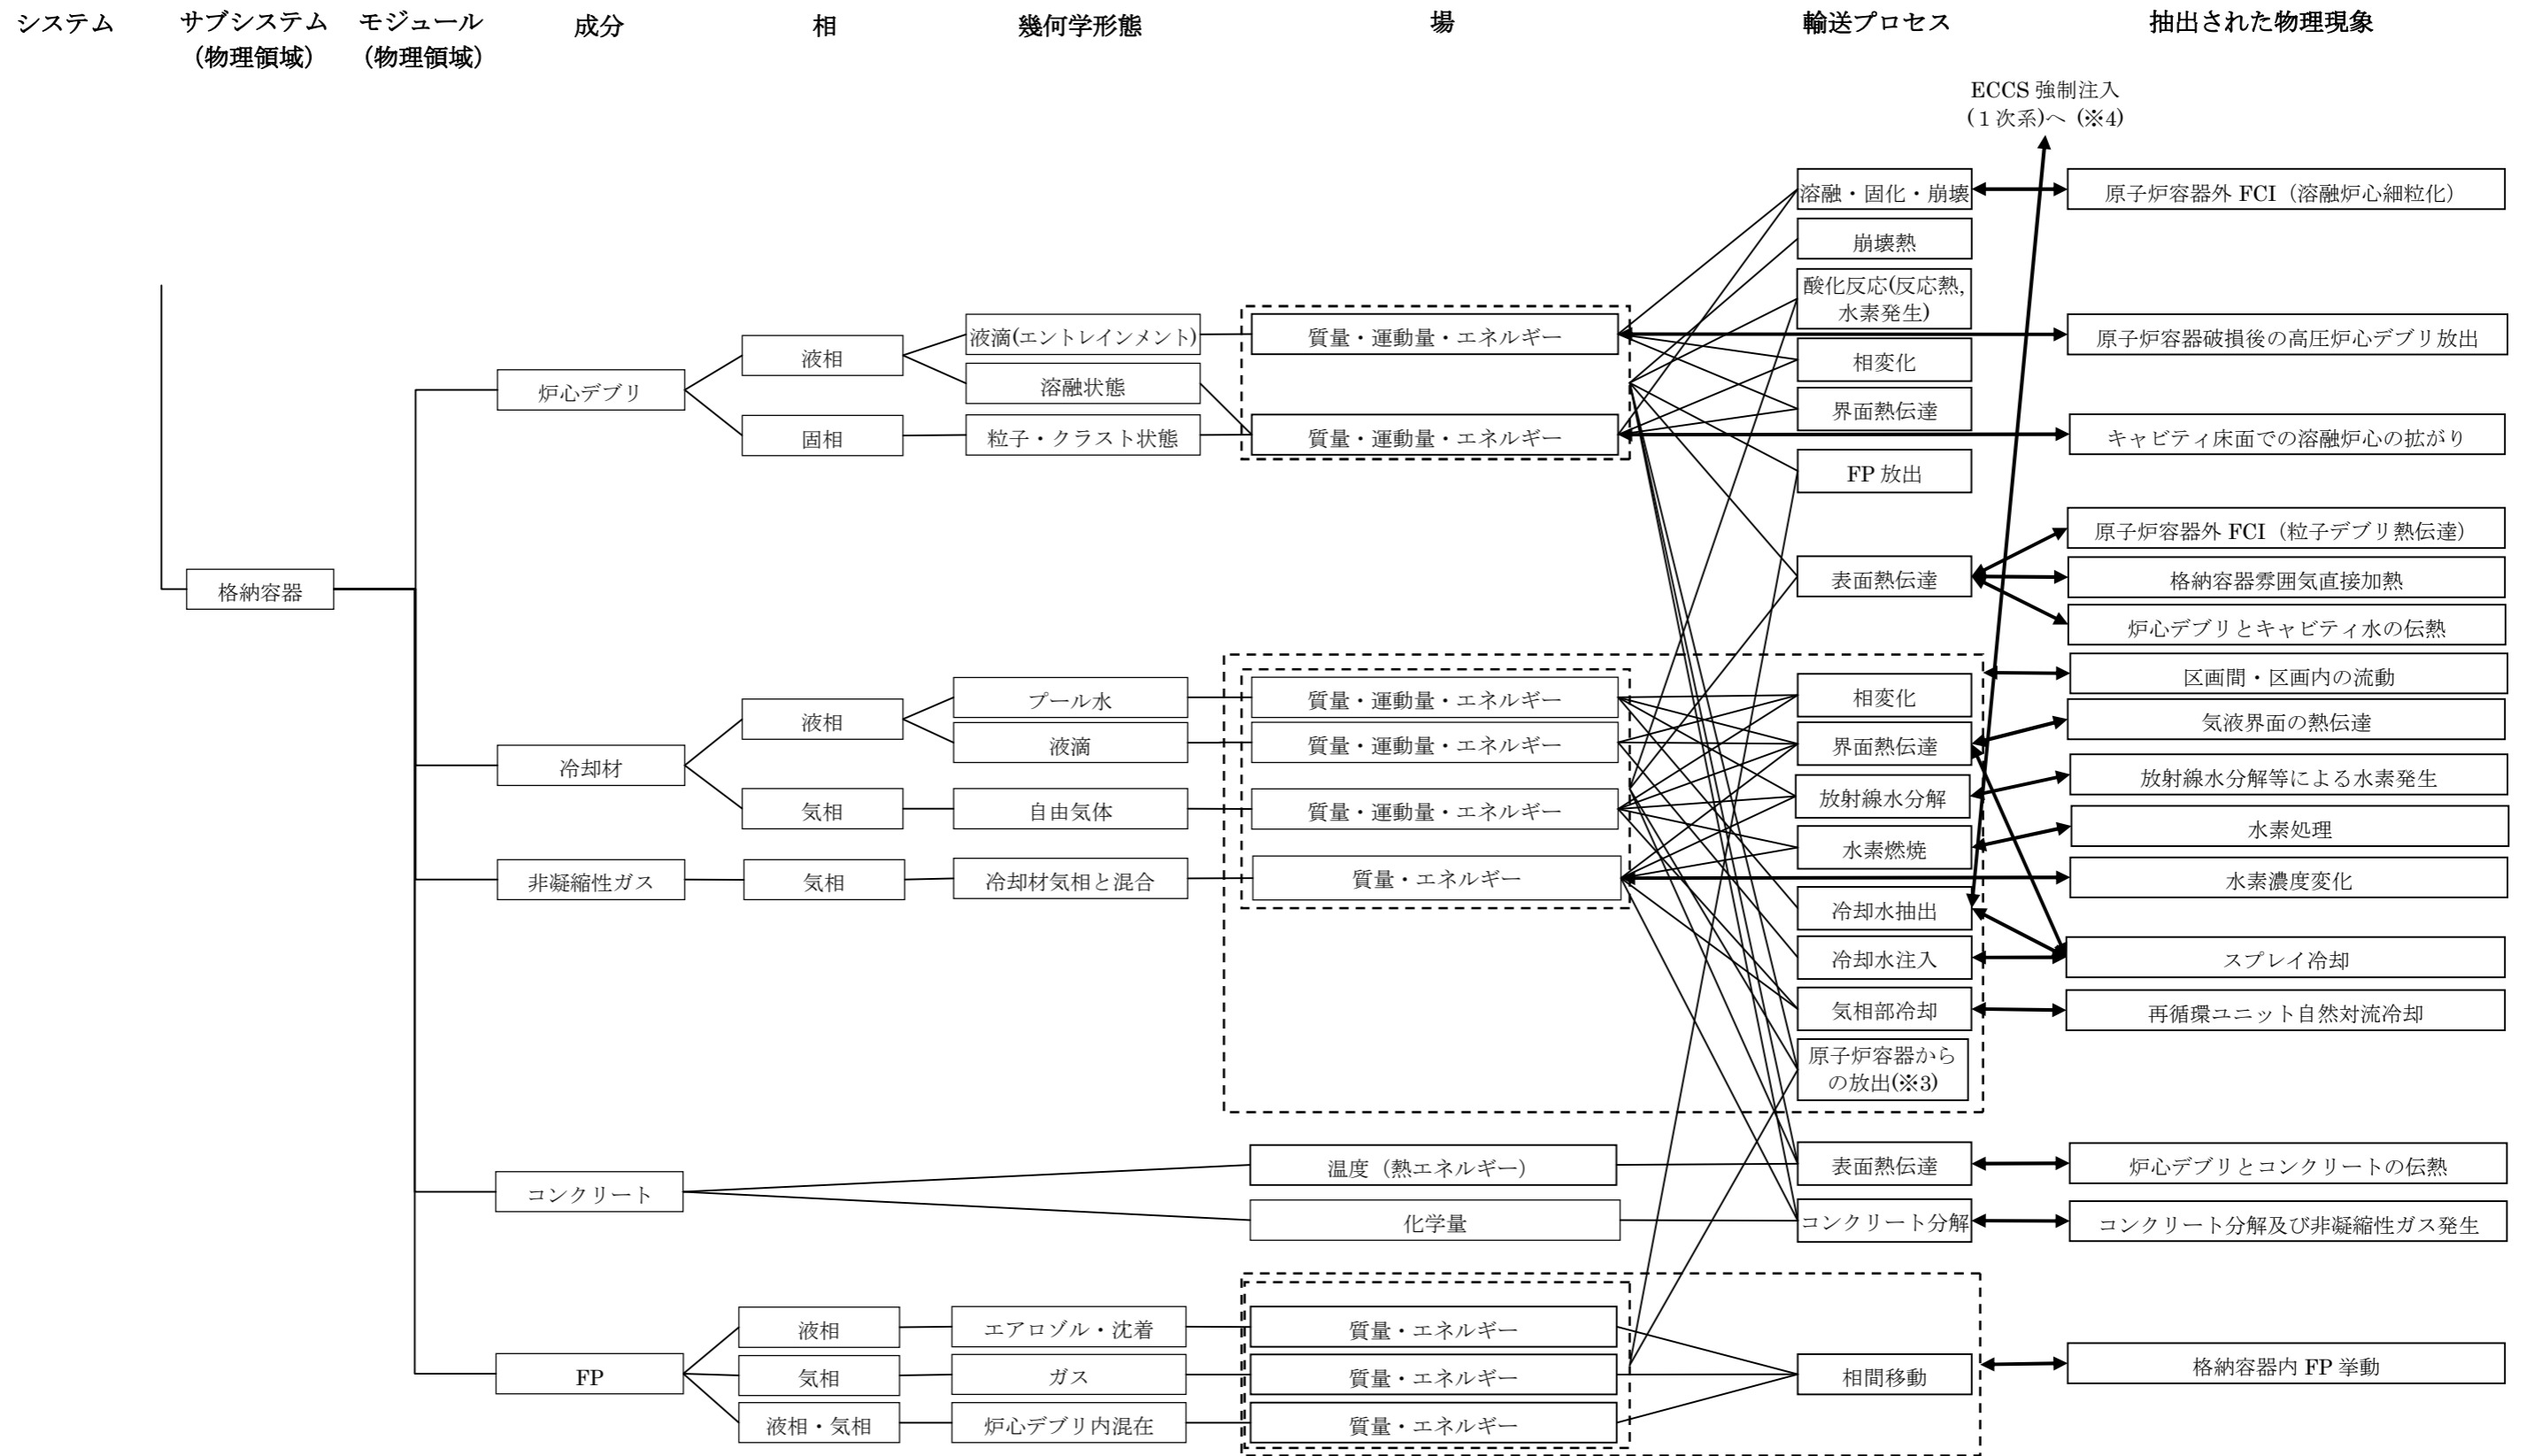 システム
サブシステム
(物理領域)
モジュール
(物理領域)
成分
相
幾何学形態
場
輸送プロセス
抽出された物理現象
ECCS 強制注入
(１次系)へ (※4)
溶融・固化・崩壊
原子炉容器外 FCI（溶融炉心細粒化）
崩壊熱
酸化反応(反応熱,
水素発生)
液滴(エントレインメント)
質量・運動量・エネルギー
原子炉容器破損後の高圧炉心デブリ放出
液相
相変化
炉心デブリ
溶融状態
界面熱伝達
固相
粒子・クラスト状態
質量・運動量・エネルギー
キャビティ床面での溶融炉心の拡がり
FP 放出
原子炉容器外 FCI（粒子デブリ熱伝達）
格納容器
表面熱伝達
格納容器雰囲気直接加熱
炉心デブリとキャビティ水の伝熱
区画間・区画内の流動
プール水
質量・運動量・エネルギー
相変化
液相
気液界面の熱伝達
液滴
質量・運動量・エネルギー
界面熱伝達
冷却材
放射線水分解
放射線水分解等による水素発生
気相
自由気体
質量・運動量・エネルギー
水素燃焼
水素処理
非凝縮性ガス
気相
冷却材気相と混合
質量・エネルギー
水素濃度変化
冷却水抽出
冷却水注入
スプレイ冷却
気相部冷却
再循環ユニット自然対流冷却
原子炉容器から
の放出(※3)
コンクリート
温度（熱エネルギー）
表面熱伝達
炉心デブリとコンクリートの伝熱
化学量
コンクリート分解
コンクリート分解及び非凝縮性ガス発生
液相
エアロゾル・沈着
質量・エネルギー
FP
気相
ガス
質量・エネルギー
相間移動
格納容器内 FP 挙動
液相・気相
炉心デブリ内混在
質量・エネルギー